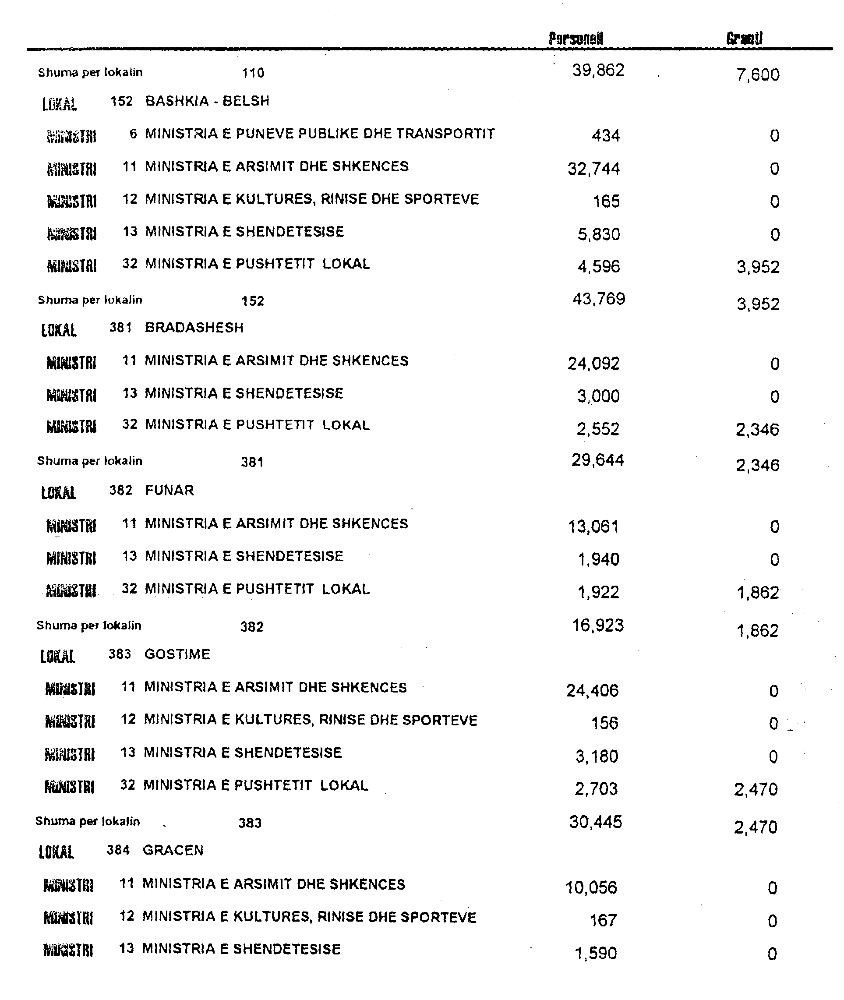 Personeli Granti
Shuma per lokalin 110 39,862 7,600
LOKAL 152 BASHKIA - BELSH
MINISTRI 6 MINISTRIA E PUNEVE PUBLIKE DHE TRANSPORTIT 434 0
MINISTRI 11 MINISTRIA E ARSIMIT DHE SHKENCES 32,744 0
MINISTRI 12 MINISTRIA E KULTURES, RINISE DHE SPORTEVE 165 0
MINISTRI 13 MINISTRIA E SHENDETESISE 5,830 0
MINISTRI 32 MINISTRIA E PUSHTETIT LOKAL 4,596 3,952
Shuma per lokalin 152 43,769 3,952
LOKAL 381 BRADASHESH
MINISTRI 11 MINISTRIA E ARSIMIT DHE SHKENCES 24,092 0
MINISTRI 13 MINISTRIA E SHENDETESISE 3,000 0
MINISTRI 32 MINISTRIA E PUSHTETIT LOKAL 2,552 2,346
Shuma per lokalin 381 29,644 2,346
LOKAL 382 FUNAR
MINISTRI 11 MINISTRIA E ARSIMIT DHE SHKENCES 13,061 0
MINISTRI 13 MINISTRIA E SHENDETESISE 1,940 0
MINISTRI 32 MINISTRIA E PUSHTETIT LOKAL 1,922 1,862
Shuma per lokalin 382 16,923 1,862
LOKAL 383 GOSTIME
MINISTRI 11 MINISTRIA E ARSIMIT DHE SHKENCES 24,406 0
MINISTRI 12 MINISTRIA E KULTURES, RINISE DHE SPORTEVE 156 0
MINISTRI 13 MINISTRIA E SHENDETESISE 3,180 0
MINISTRI 32 MINISTRIA E PUSHTETIT LOKAL 2,703 2,470
Shuma per lokalin 383 30,445 2,470
LOKAL 384 GRACEN
MINISTRI 11 MINISTRIA E ARSIMIT DHE SHKENCES 10,056 0
MINISTRI 12 MINISTRIA E KULTURES, RINISE DHE SPORTEVE 167 0
MINISTRI 13 MINISTRIA E SHENDETESISE 1,590 0